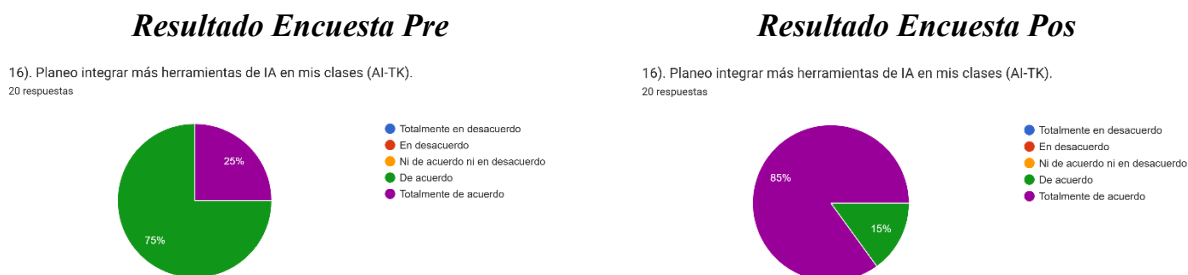 Resultado Encuesta Pre
16). Planeo integrar más herramientas de IA en mis clases (AI-TK).
20 respuestas
25%
75%
Totalmente en desacuerdo
En desacuerdo
Ni de acuerdo ni en desacuerdo
De acuerdo
Totalmente de acuerdo
Resultado Encuesta Pos
16). Planeo integrar más herramientas de IA en mis clases (AI-TK).
20 respuestas
85%
15%
Totalmente en desacuerdo
En desacuerdo
Ni de acuerdo ni en desacuerdo
De acuerdo
Totalmente de acuerdo